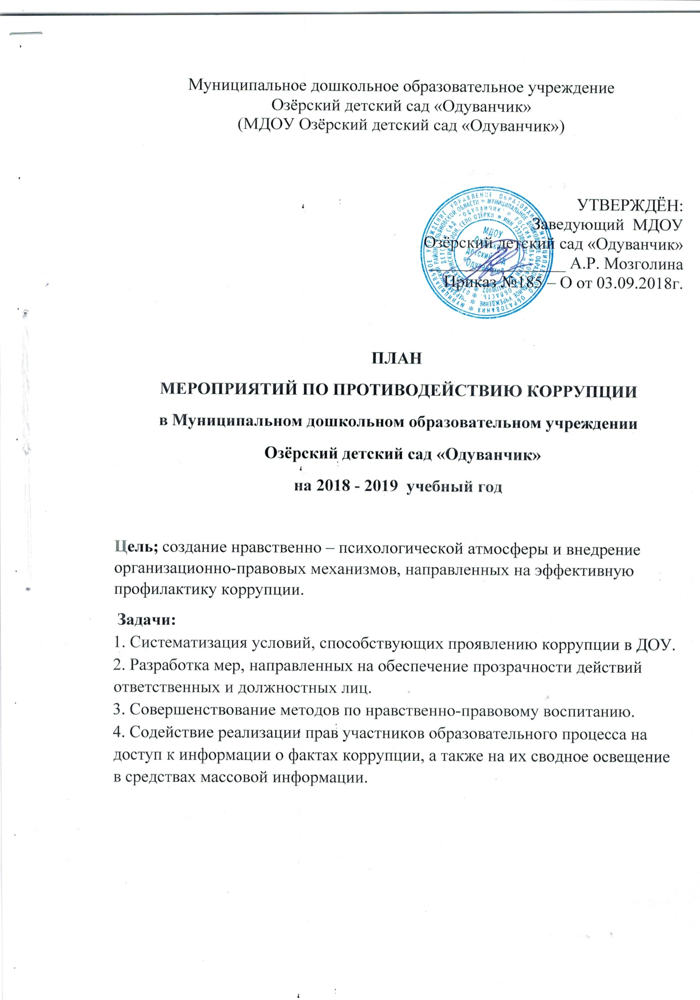 Муниципальное дошкольное образовательное учреждение
Озёрский детский сад «Одуванчик»
(МДОУ Озёрский детский сад «Одуванчик»)
УТВЕРЖДЁН:
Заведующий МДОУ
Озёрский детский сад «Одуванчик»
А.Р. Мозголина
Приказ №185 – О от 03.09.2018г.
МДОУ
Озёрский
детский сад
"Одуванчик"
ПЛАН
МЕРОПРИЯТИЙ ПО ПРОТИВОДЕЙСТВИЮ КОРРУПЦИИ
в Муниципальном дошкольном образовательном учреждении
Озёрский детский сад «Одуванчик»
на 2018 - 2019 учебный год
Цель; создание нравственно – психологической атмосферы и внедрение
организационно-правовых механизмов, направленных на эффективную
профилактику коррупции.
Задачи:
1. Систематизация условий, способствующих проявлению коррупции в ДОУ.
2. Разработка мер, направленных на обеспечение прозрачности действий
ответственных и должностных лиц.
3. Совершенствование методов по нравственно-правовому воспитанию.
4. Содействие реализации прав участников образовательного процесса на
доступ к информации о фактах коррупции, а также на их сводное освещение
в средствах массовой информации.